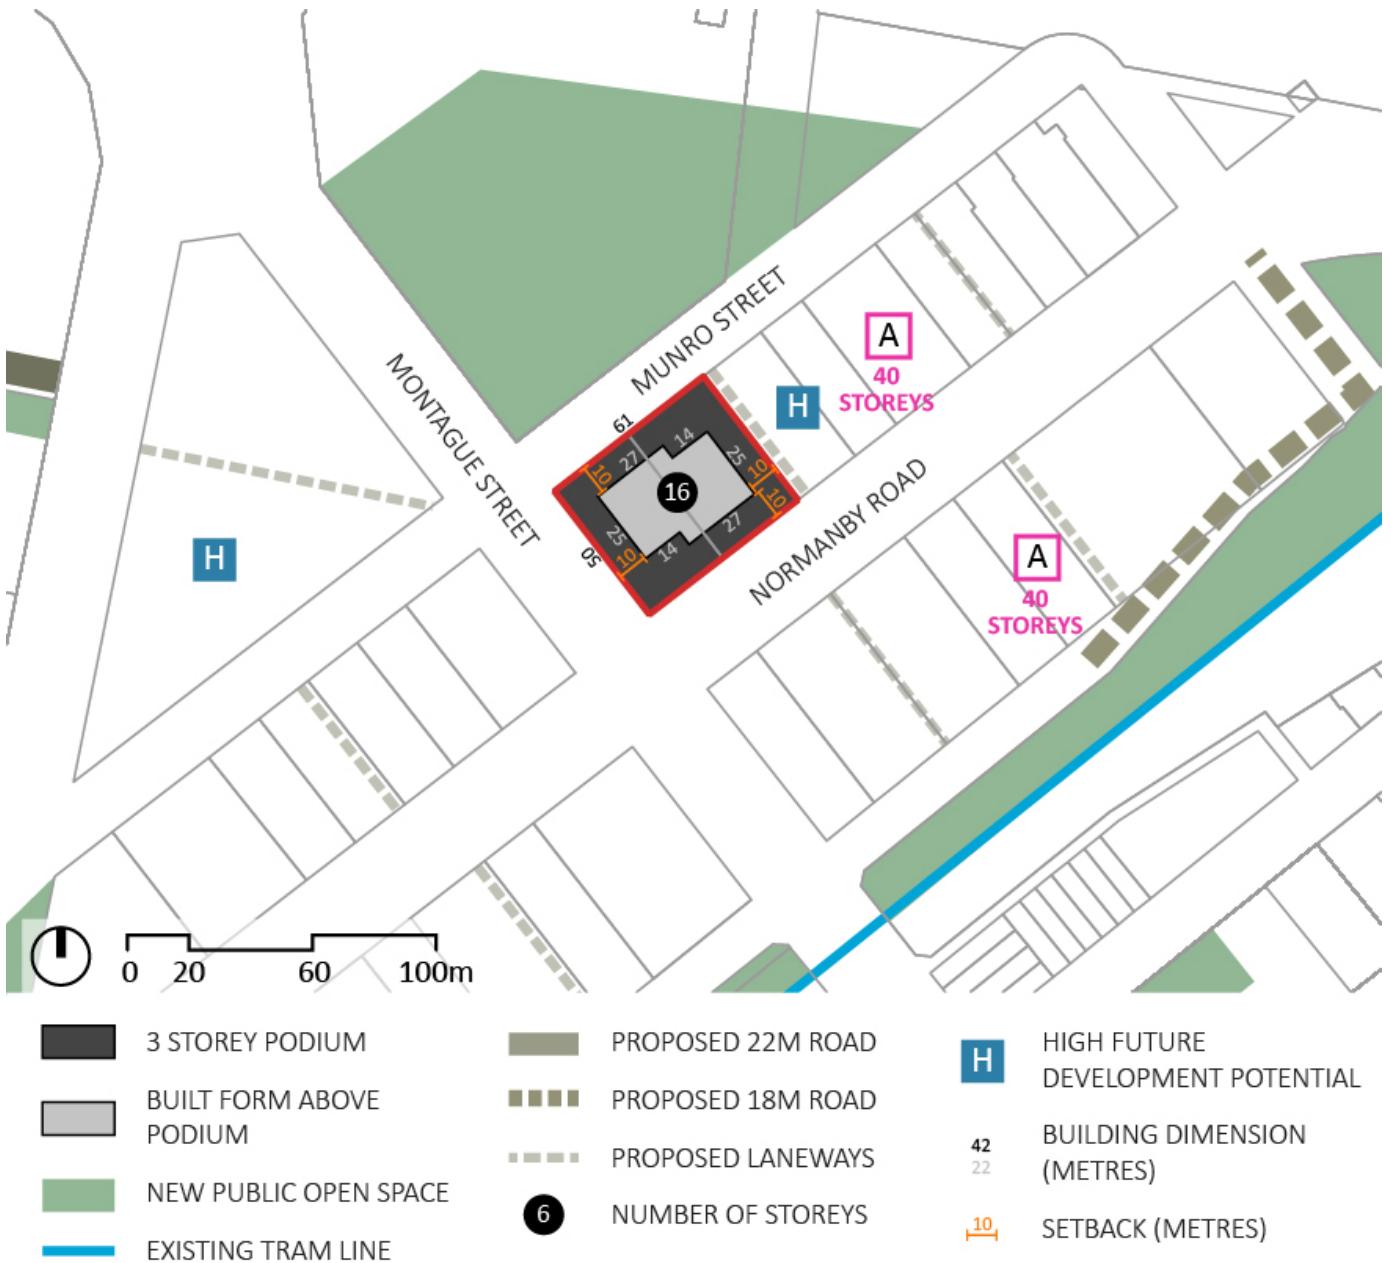 MUNRO STREET
MONTAGUE STREET
NORMANBY ROAD
A
40
STOREYS
H
61
14
27
10
25
10
10
16
25
27
10
14
50
H
A
40
STOREYS
0 20 60 100m
3 STOREY PODIUM
BUILT FORM ABOVE
PODIUM
NEW PUBLIC OPEN SPACE
EXISTING TRAM LINE
PROPOSED 22M ROAD
PROPOSED 18M ROAD
PROPOSED LANEWAYS
6 NUMBER OF STOREYS
H HIGH FUTURE
DEVELOPMENT POTENTIAL
42 BUILDING DIMENSION
22 (METRES)
10 SETBACK (METRES)